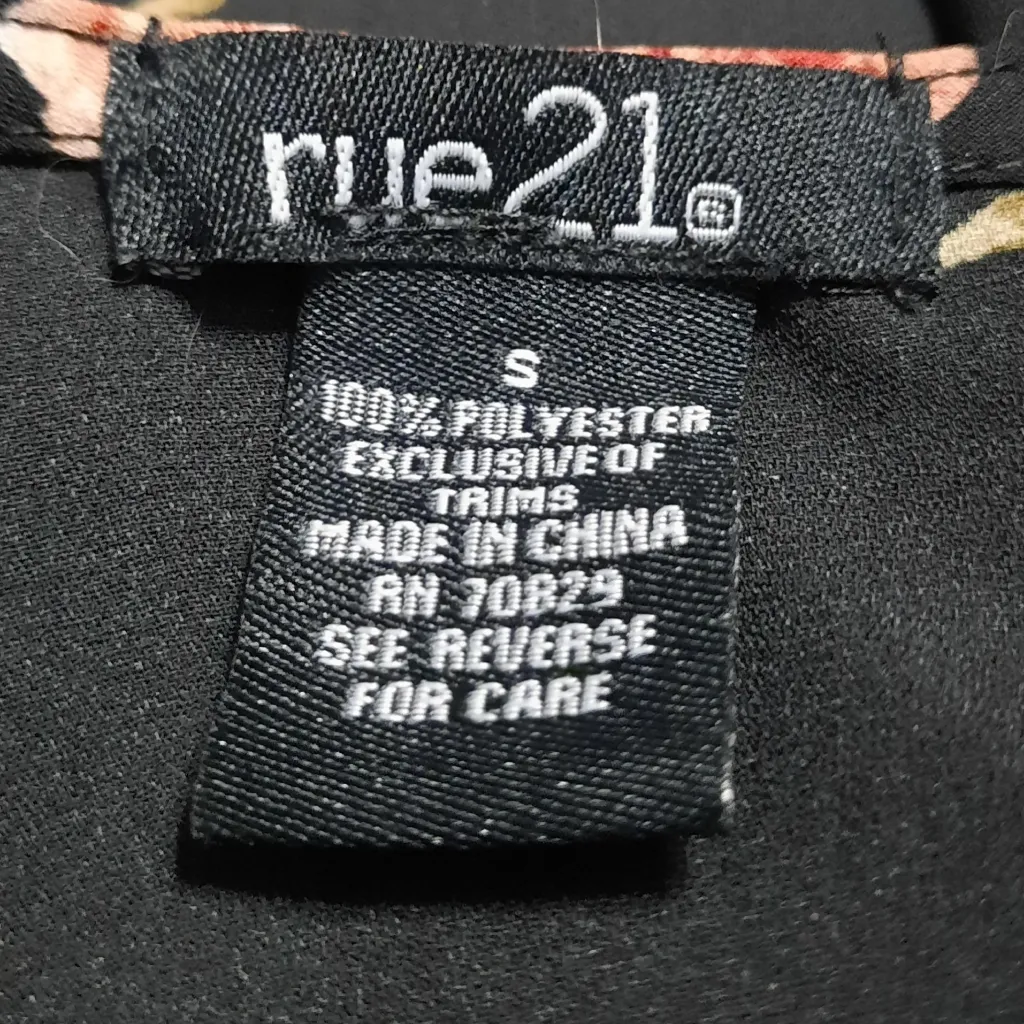 rue21®
S
100% POLYESTER
EXCLUSIVE OF
TRIMS
MADE IN CHINA
RN 70829
SEE REVERSE
FOR CARE